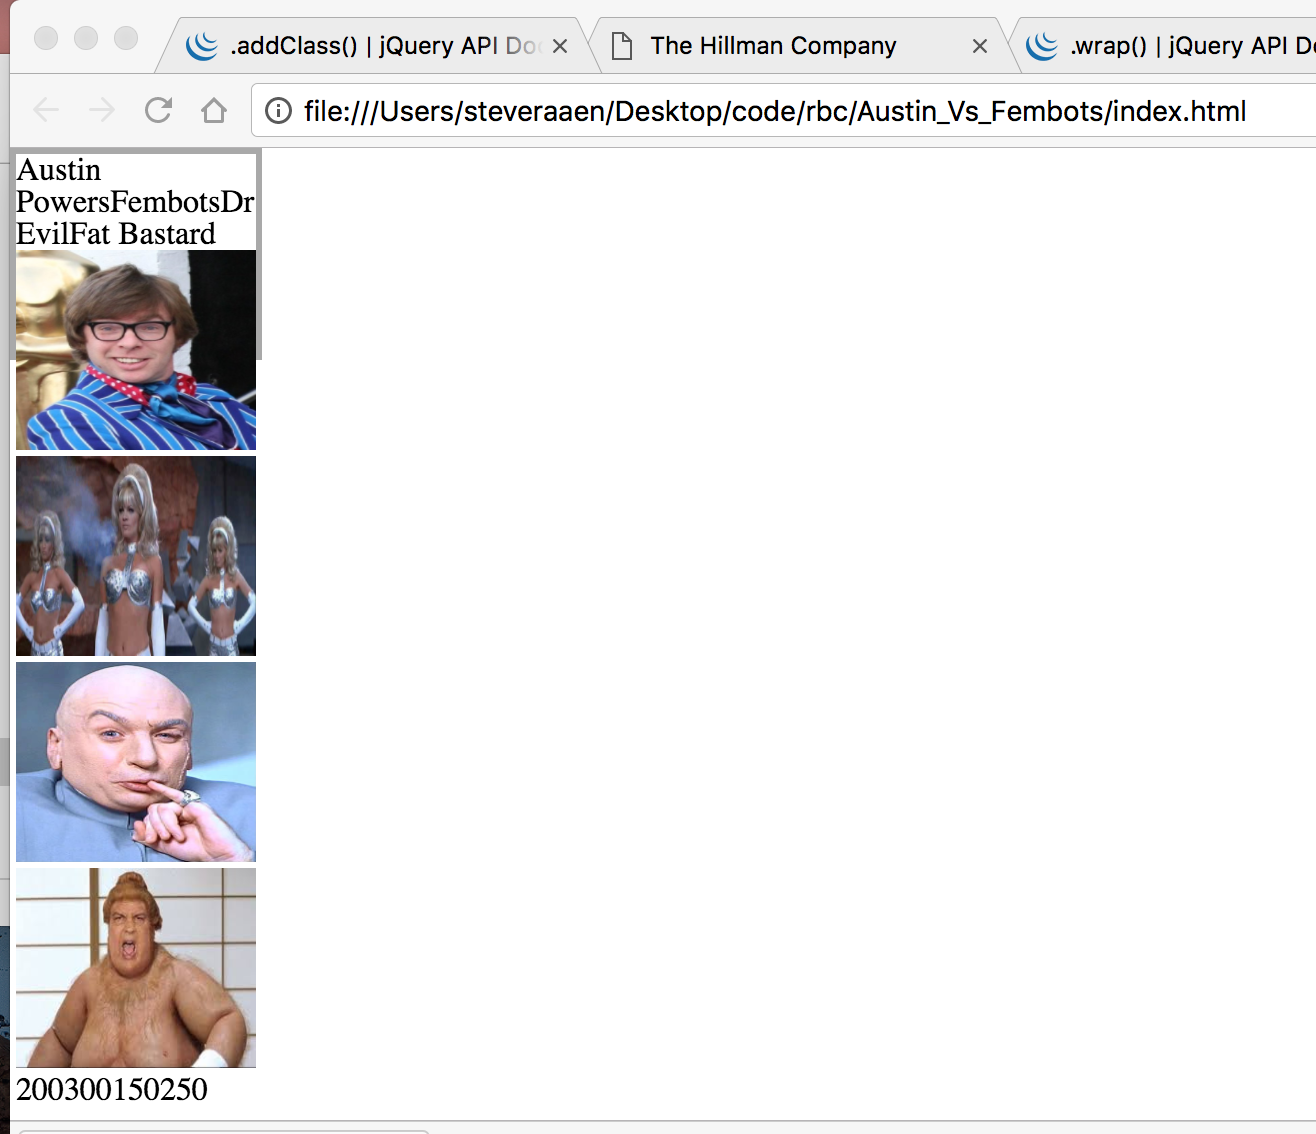 .addClass() | jQuery API Do
The Hillman Company
.wrap() | jQuery API D
file:///Users/steveraaen/Desktop/code/rbc/Austin_Vs_Fembots/index.html
Austin
PowersFembotsDr
EvilFat Bastard
200300150250